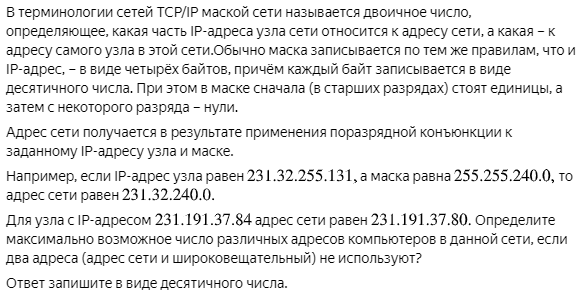 В терминологии сетей TCP/IP маской сети называется двоичное число,
определяющее, какая часть IP-адреса узла сети относится к адресу сети, а какая – к
адресу самого узла в этой сети.Обычно маска записывается по тем же правилам, что и
IP-адрес, – в виде четырёх байтов, причём каждый байт записывается в виде
десятичного числа. При этом в маске сначала (в старших разрядах) стоят единицы, а
затем с некоторого разряда – нули.
Адрес сети получается в результате применения поразрядной конъюнкции к
заданному IP-адресу узла и маске.
Например, если IP-адрес узла равен 231.32.255.131, а маска равна 255.255.240.0, то
адрес сети равен 231.32.240.0.
Для узла с IP-адресом 231.191.37.84 адрес сети равен 231.191.37.80. Определите
максимально возможное число различных адресов компьютеров в данной сети, если
два адреса (адрес сети и широковещательный) не используют?
Ответ запишите в виде десятичного числа.